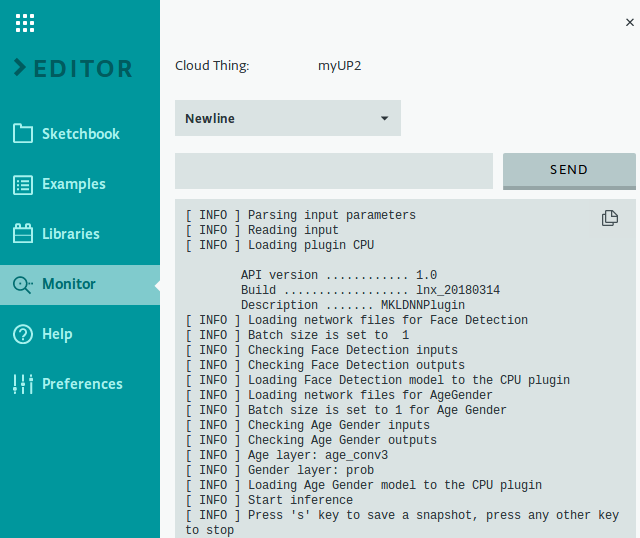 ×
EDITOR
Cloud Thing: myUP2
Newline
Sketchbook
SEND
Examples
[ INFO ] Parsing input parameters
[ INFO ] Reading input
Libraries
[ INFO ] Loading plugin CPU
API version ............ 1.0
Monitor
Build .................. lnx_20180314
Description ....... MKLDNNPlugin
[ INFO ] Loading network files for Face Detection
Help
[ INFO ] Batch size is set to  1
[ INFO ] Checking Face Detection inputs
[ INFO ] Checking Face Detection outputs
Preferences
[ INFO ] Loading Face Detection model to the CPU plugin
[ INFO ] Loading network files for AgeGender
[ INFO ] Batch size is set to 1 for Age Gender
[ INFO ] Checking Age Gender inputs
[ INFO ] Checking Age Gender outputs
[ INFO ] Age layer: age_conv3
[ INFO ] Gender layer: prob
[ INFO ] Loading Age Gender model to the CPU plugin
[ INFO ] Start inference
[ INFO ] Press 's' key to save a snapshot, press any other key
to stop